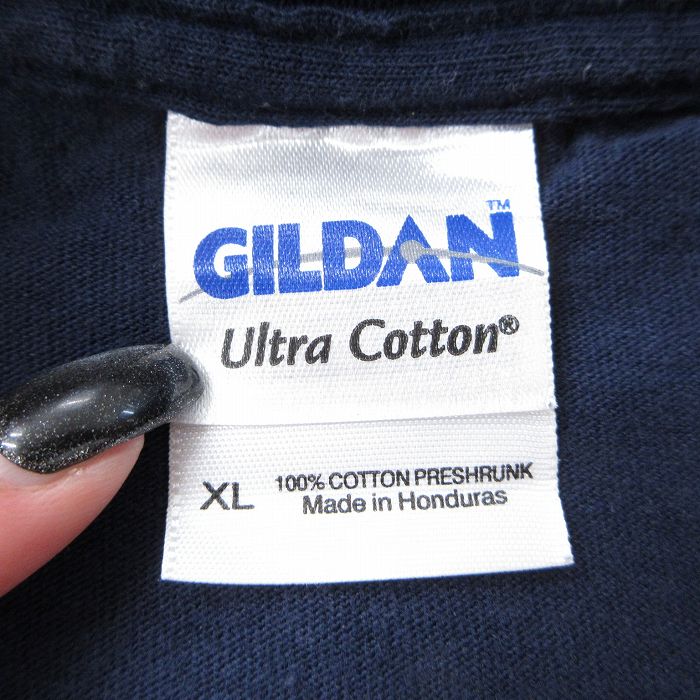 GILDAN™
Ultra Cotton®
XL
100% COTTON PRESHRUNK
Made in Honduras